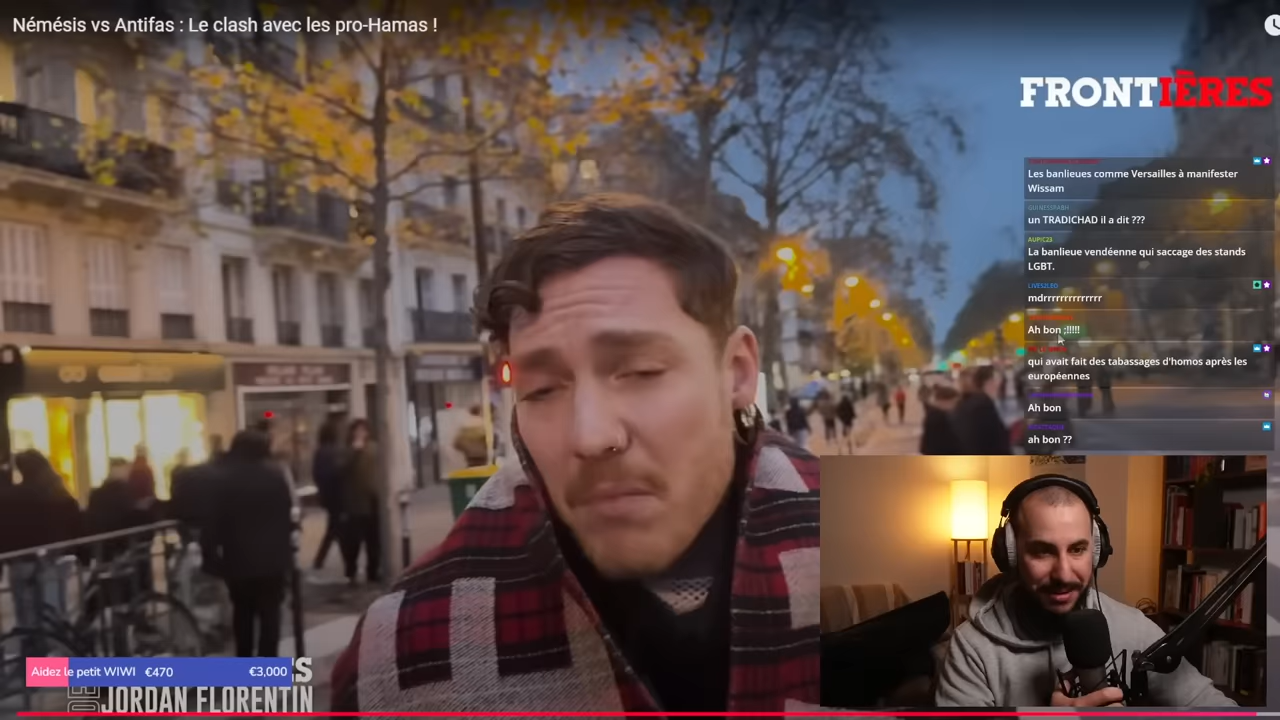 Némésis vs Antifas : Le clash avec les pro-Hamas !
FRONTIÈRES
Les banlieues comme Versailles à manifester
Wissam
un TRADICHAD il a dit ???
AUPIC23
La banlieue vendéenne qui saccage des stands
LGBT.
mdrrrrrrrrrrrrr
Ah bon ;!!!!!
qui avait fait des tabassages d'homos après les
européennes
Ah bon
ah bon ??
Aidez le petit WIWI €470 €3,000
JORDAN FLORENTIN